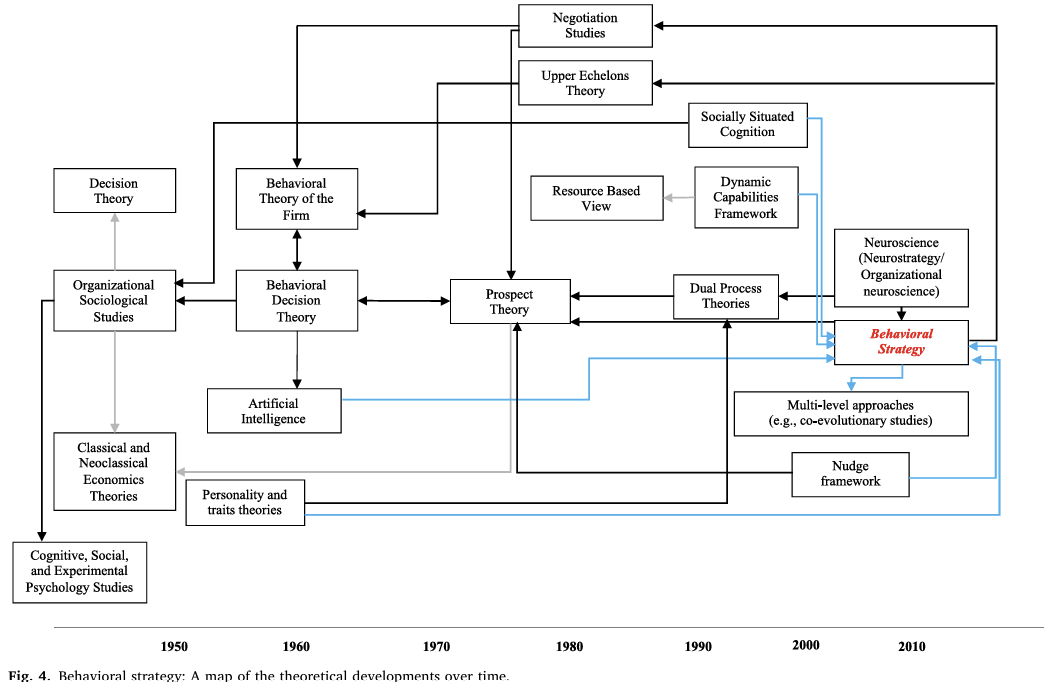 Negotiation
Studies
Upper Echelons
Theory
Socially Situated
Cognition
Decision
Theory
Behavioral
Theory of the
Firm
Resource Based
View
Dynamic
Capabilities
Framework
Neuroscience
(Neurostrategy/
Organizational
neuroscience)
Organizational
Sociological
Studies
Behavioral
Decision
Theory
Prospect
Theory
Dual Process
Theories
Behavioral
Strategy
Artificial
Intelligence
Multi-level approaches
(e.g., co-evolutionary studies)
Classical and
Neoclassical
Economics
Theories
Personality and
traits theories
Nudge
framework
Cognitive, Social,
and Experimental
Psychology Studies
1950 1960 1970 1980 1990 2000 2010
Fig. 4. Behavioral strategy: A map of the theoretical developments over time.